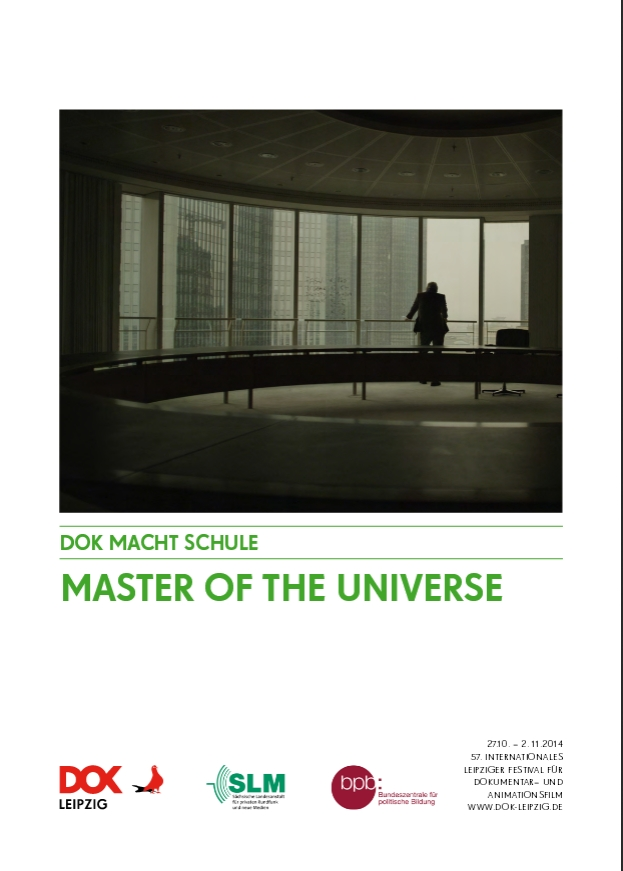 DOK MACHT SCHULE
MASTER OF THE UNIVERSE
27.10. – 2.11.2014
57. INTERNATIONALES
LEIPZIGER FESTIVAL FÜR
DOKUMENTAR– UND
ANIMATIONSFILM
WWW.DOK-LEIPZIG.DE
DOK
LEIPZIG
SLM
Sächsische Landesanstalt
für privaten Rundfunk
und neue Medien
bpb:
Bundeszentrale für
politische Bildung